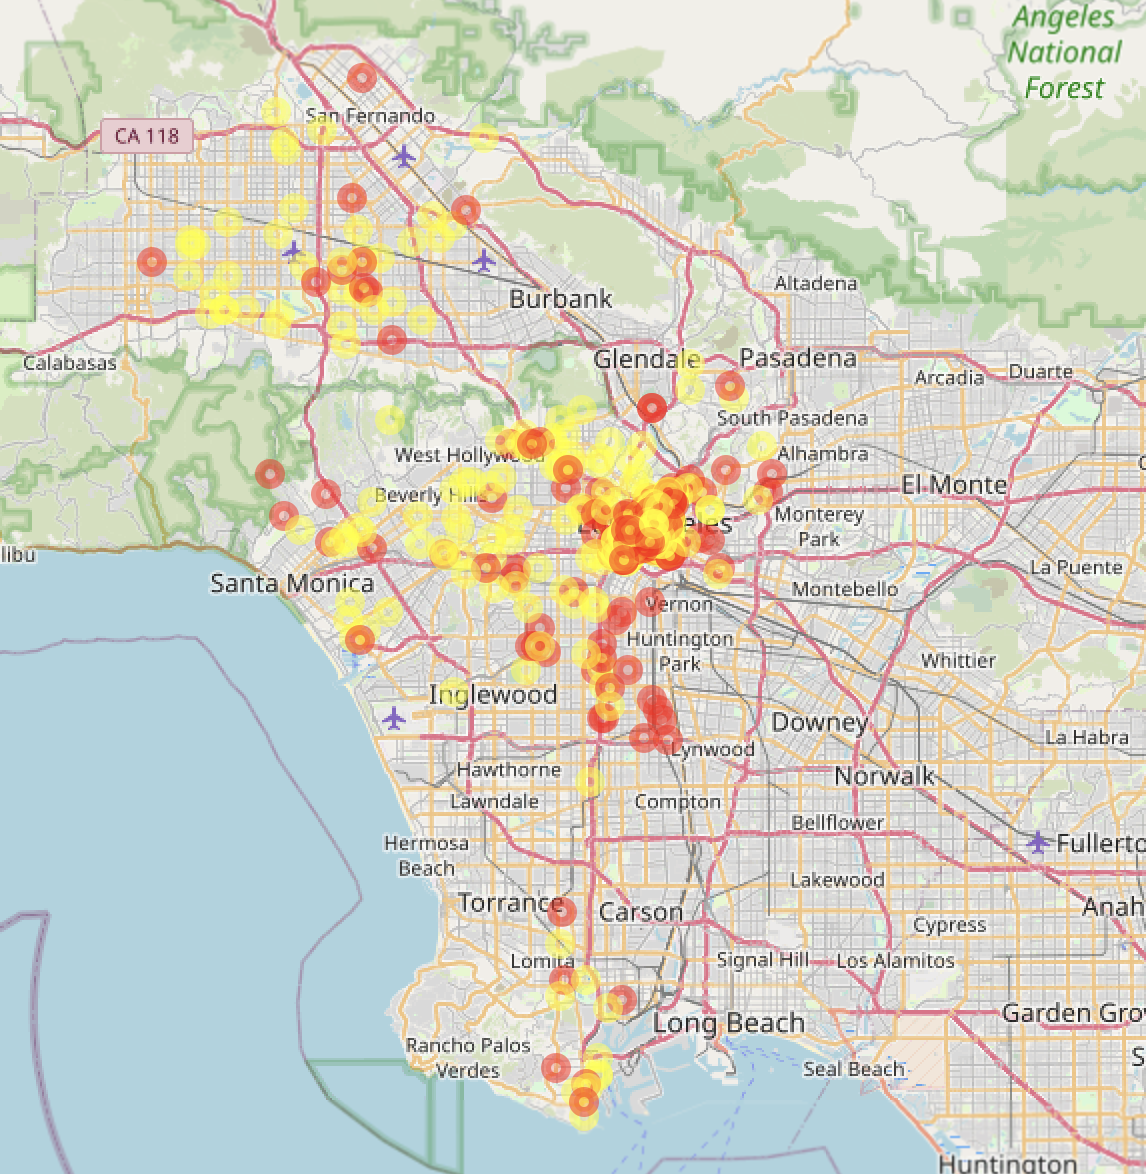 Angeles
National
Forest
San Fernando
CA 118
Altadena
Burbank
Glendale
Pasadena
Calabasas
Arcadia
Duarte
South Pasadena
West Hollywood
Alhambra
Beverly Hills
El Monte
Monterey
Park
Santa Monica
La Puente
Montebello
Vernon
Huntington
Park
Whittier
Inglewood
Downey
Lynwood
La Habra
Hawthorne
Norwalk
Lawndale
Compton
Bellflower
Hermosa
Beach
Fullerto
Lakewood
Torrance
Carson
Anah
Cypress
Lomita
Signal Hill
Los Alamitos
Long Beach
Garden Gro
Rancho Palos
Verdes
Seal Beach
Huntington